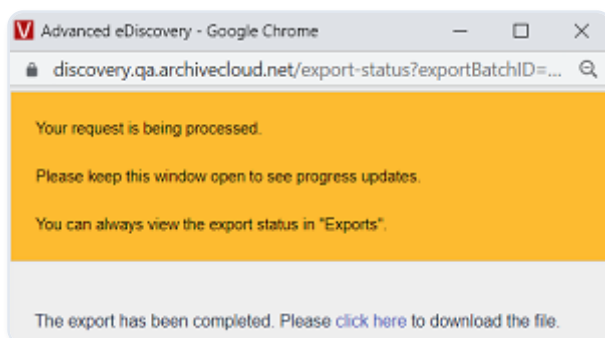 Advanced eDiscovery - Google Chrome
discovery.qa.archivecloud.net/export-status?exportBatchID=...
Your request is being processed.
Please keep this window open to see progress updates.
You can always view the export status in "Exports".
The export has been completed. Please click here to download the file.